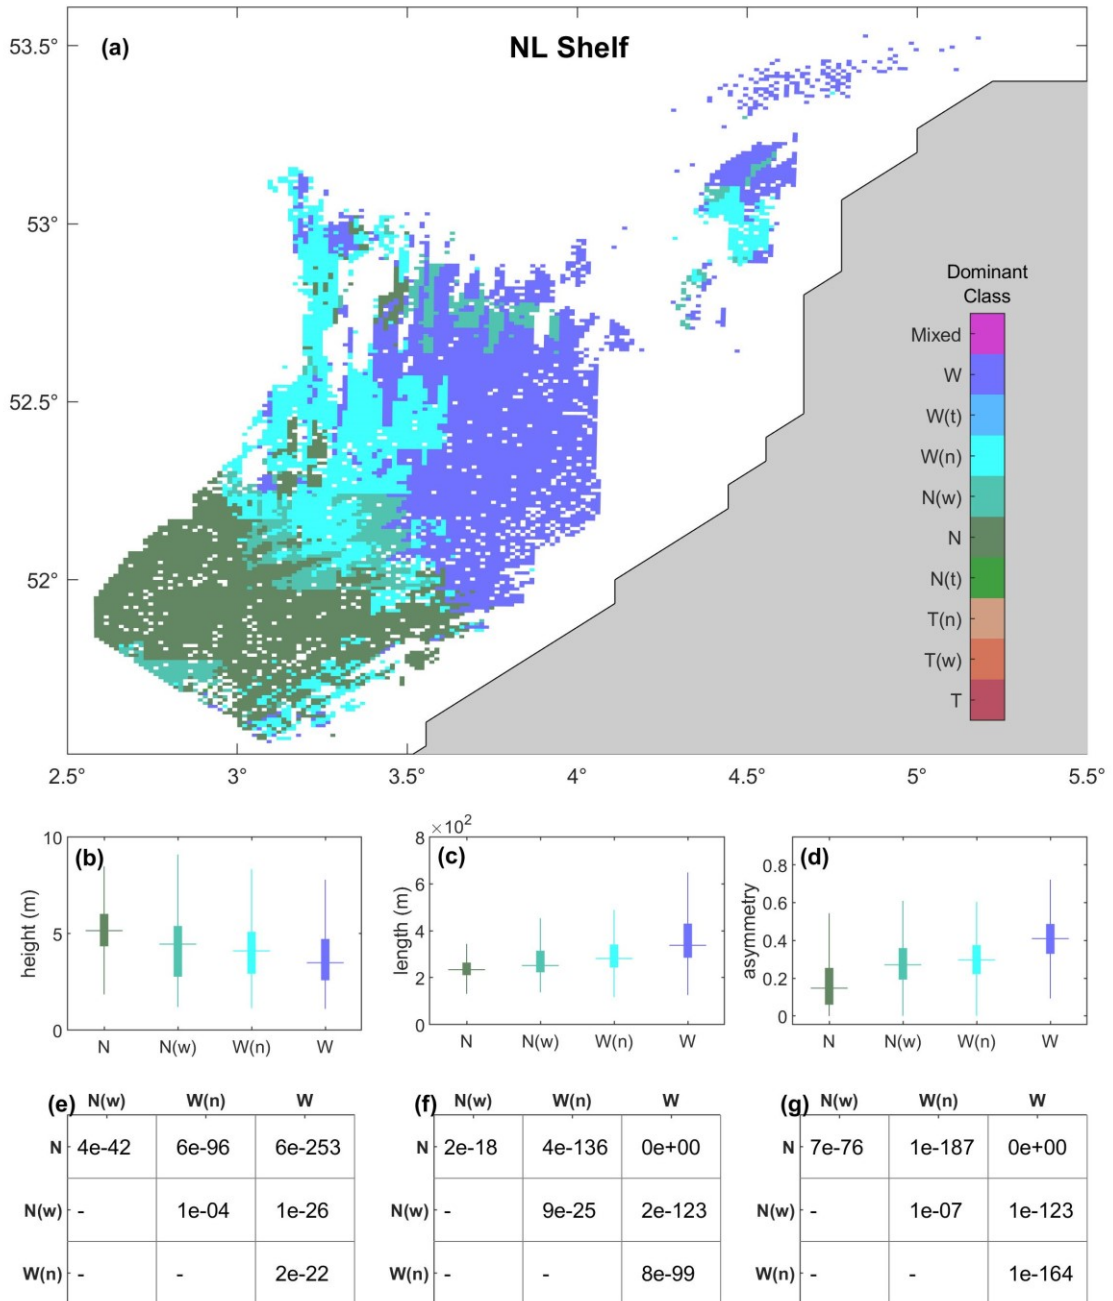 (a)
NL Shelf
53.5°
53°
52.5°
52°
2.5°
3°
3.5°
4°
4.5°
5°
5.5°
Dominant
Class
Mixed
W
W(t)
W(n)
N(w)
N
N(t)
T(n)
T(w)
T
(b)
height (m)
10
5
0
N N(w) W(n) W
(c)
×10²
length (m)
8
6
4
2
0
N N(w) W(n) W
(d)
asymmetry
0.8
0.6
0.4
0.2
0
N N(w) W(n) W
(e) N(w) W(n) W
N 4e-42 6e-96 6e-253
N(w) - 1e-04 1e-26
W(n) - - 2e-22
(f) N(w) W(n) W
N 2e-18 4e-136 0e+00
N(w) - 9e-25 2e-123
W(n) - - 8e-99
(g) N(w) W(n) W
N 7e-76 1e-187 0e+00
N(w) - 1e-07 1e-123
W(n) - - 1e-164